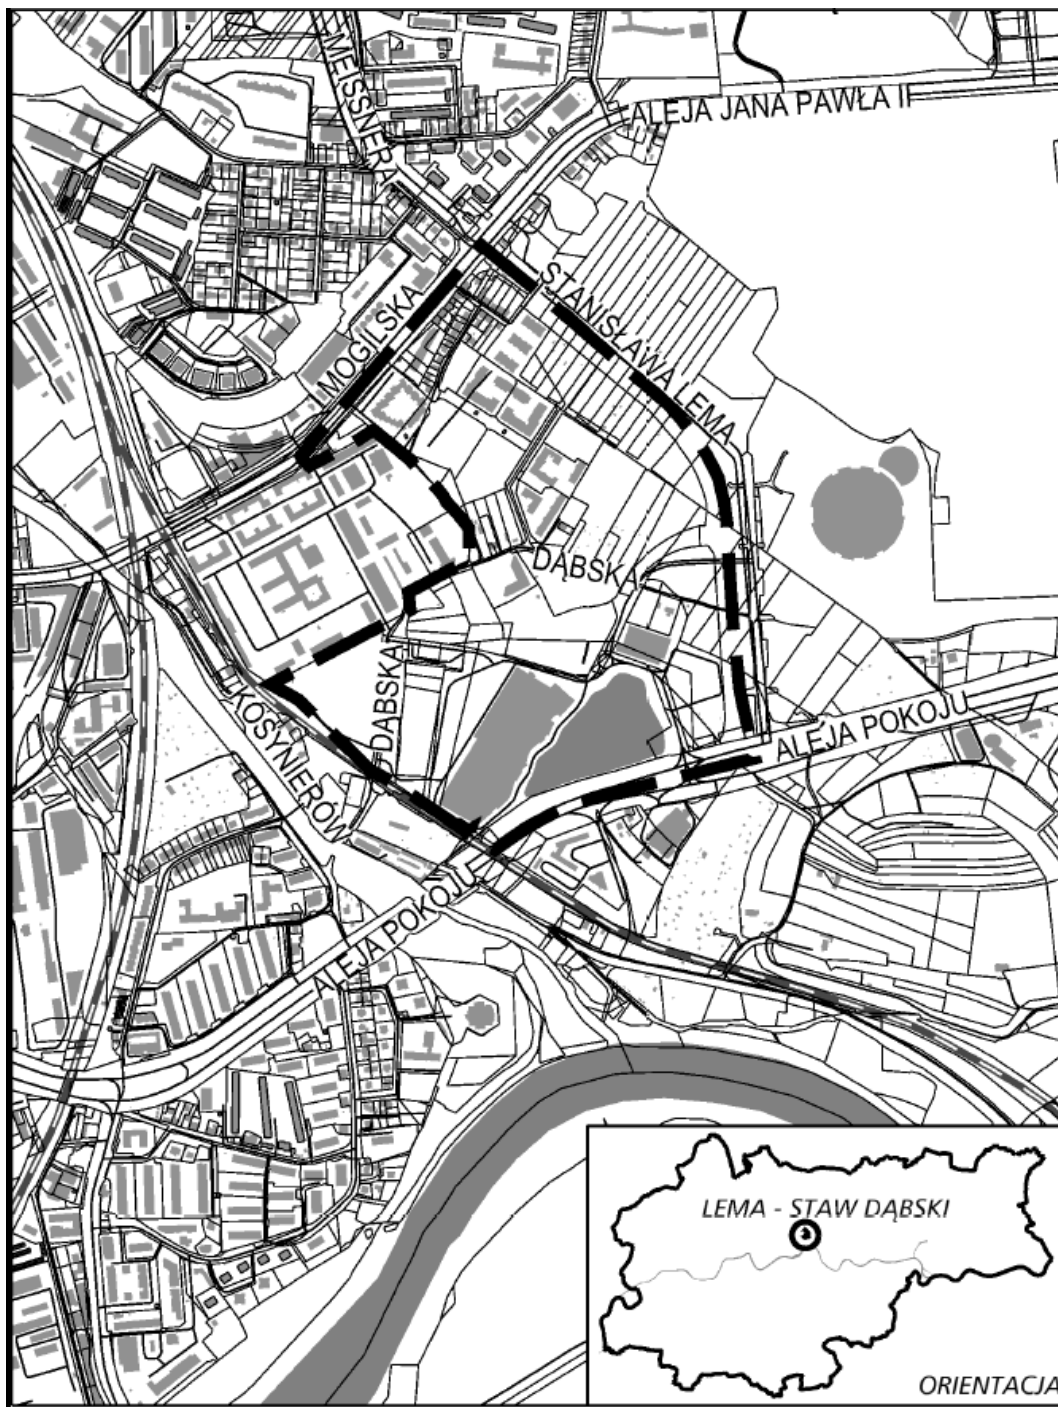 ALEJA JANA PAWŁA II
MEISSNERA
STANISŁAWA LEMA
MOGILSKA
DĄBSKA
DĄBSKA
KOSYNIERÓW
ALEJA POKOJU
ALEJA POKOJU
LEMA - STAW DĄBSKI
ORIENTACJA